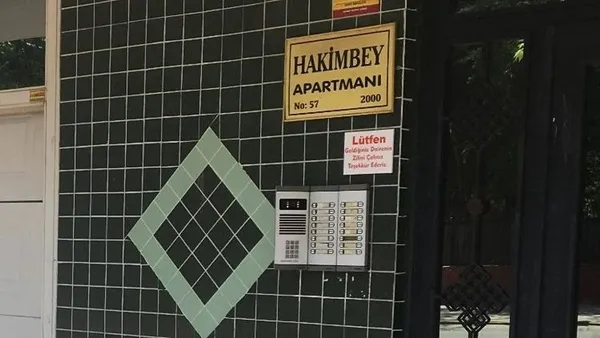 HAKİMBEY
APARTMANI
No: 57 2000
Lütfen
Geldiğiniz Dairenin
Zilini Çalınız
Teşekkür Ederiz